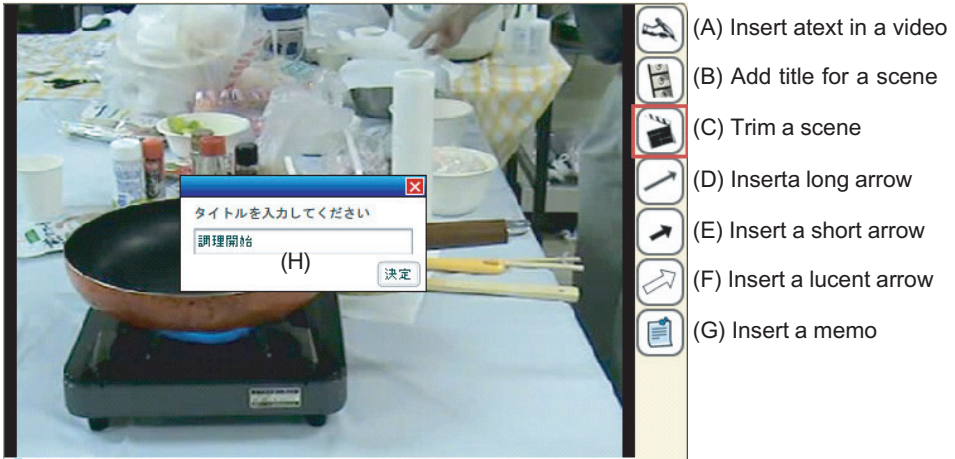 (A) Insert atext in a video
(B) Add title for a scene
(C) Trim a scene
(D) Inserta long arrow
(E) Insert a short arrow
(F) Insert a lucent arrow
(G) Insert a memo
タイトルを入力してください
調理開始
(H)
決定